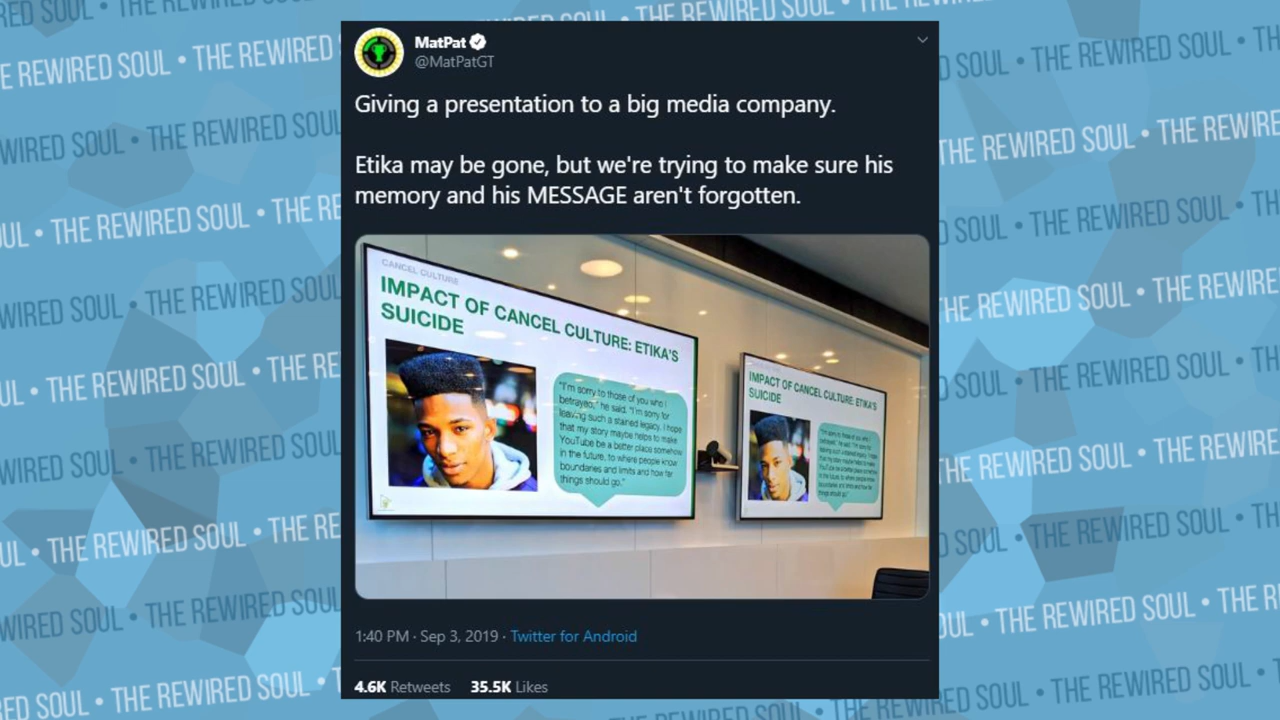 THE REWIRED SOUL • THE REWIRED SOUL
MatPat
@MatPatGT
Giving a presentation to a big media company.
Etika may be gone, but we're trying to make sure his
memory and his MESSAGE aren't forgotten.
CANCEL CULTURE
IMPACT OF CANCEL CULTURE: ETIKA'S
SUICIDE
"I'm sorry to those of you who I
betrayed," he said. "I'm sorry for
leaving such a stained legacy. I hope
that my story maybe helps to make
YouTube be a better place somehow
in the future, to where people know
boundaries and limits and how far
things should go."
IMPACT OF CANCEL CULTURE: ETIKA'S
SUICIDE
1:40 PM · Sep 3, 2019 · Twitter for Android
4.6K Retweets 35.5K Likes